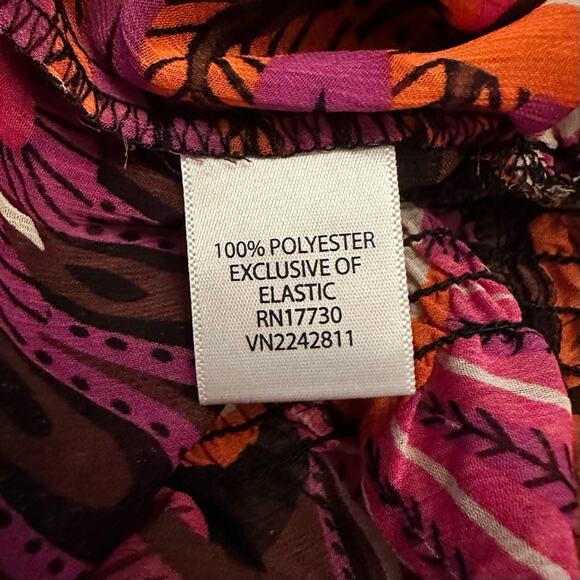 100% POLYESTER
EXCLUSIVE OF
ELASTIC
RN17730
VN2242811